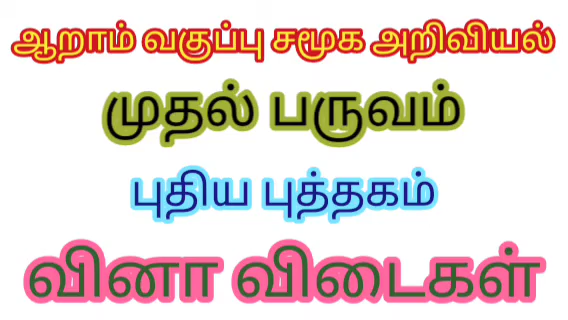 ஆறாம் வகுப்பு சமூக அறிவியல்
முதல் பருவம்
புதிய புத்தகம்
வினா விடைகள்